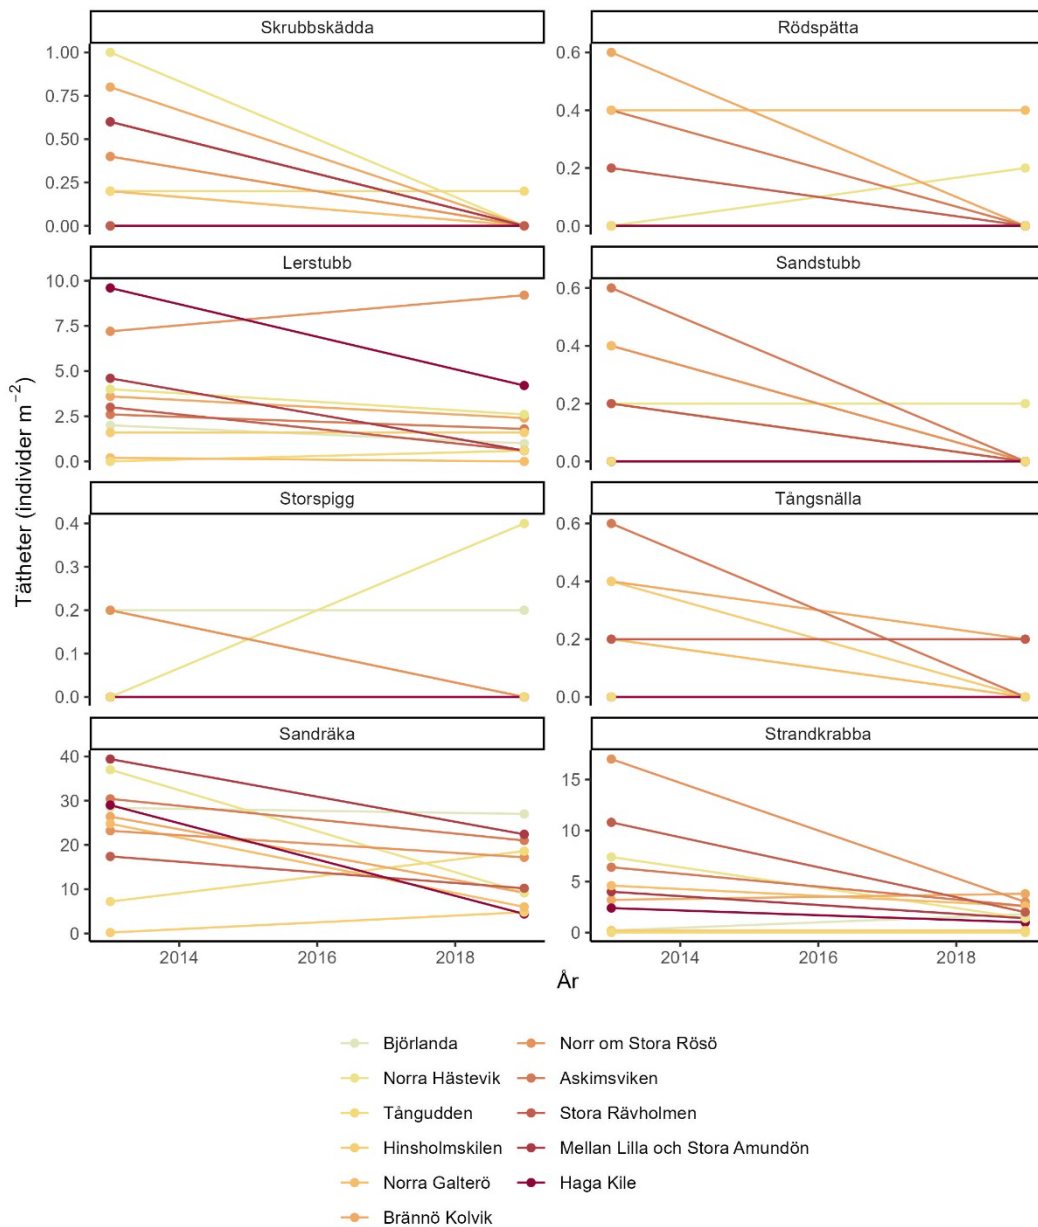 Skrubbskädda
Rödspätta
1.00
0.75
0.50
0.25
0.00
0.6
0.4
0.2
0.0
Lerstubb
Sandstubb
10.0
7.5
5.0
2.5
0.0
0.6
0.4
0.2
0.0
Storspigg
Tångsnälla
0.4
0.3
0.2
0.1
0.0
0.6
0.4
0.2
0.0
Sandräka
Strandkrabba
40
30
20
10
0
15
10
5
0
2014
2016
2018
2014
2016
2018
Tätheter (individer m⁻²)
År
Björlanda
Norra Hästevik
Tångudden
Hinsholmskilen
Norra Galterö
Brännö Kolvik
Norr om Stora Rösö
Askimsviken
Stora Rävholmen
Mellan Lilla och Stora Amundön
Haga Kile